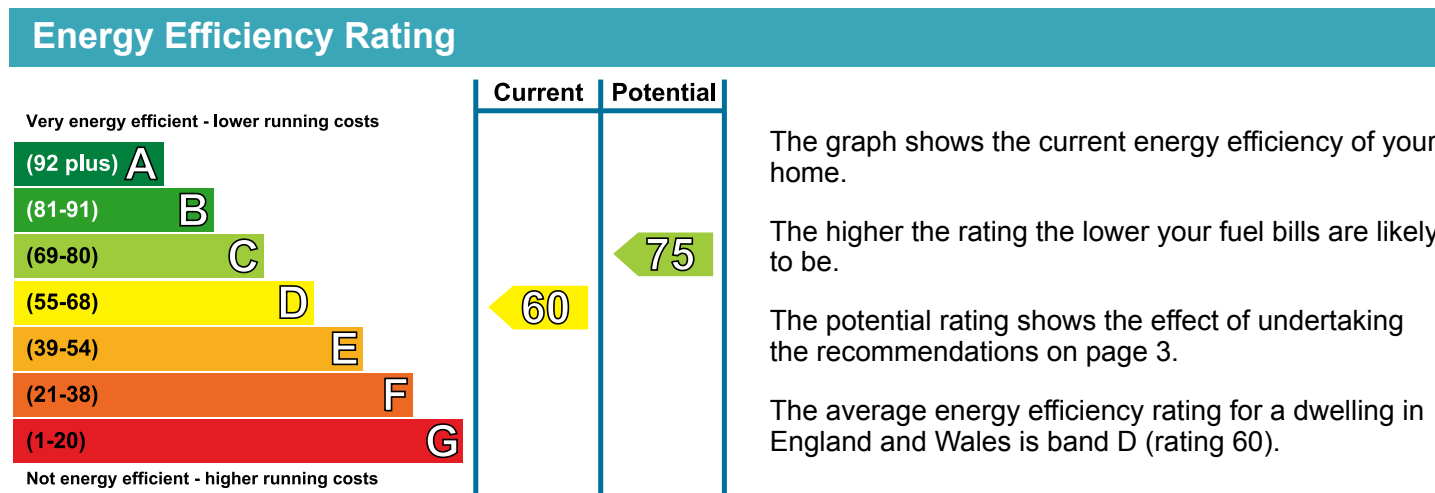 Energy Efficiency Rating
Current Potential
Very energy efficient - lower running costs
(92 plus) A
(81-91) B
(69-80) C
75
(55-68) D
60
(39-54) E
(21-38) F
(1-20) G
Not energy efficient - higher running costs
The graph shows the current energy efficiency of your
home.
The higher the rating the lower your fuel bills are likely
to be.
The potential rating shows the effect of undertaking
the recommendations on page 3.
The average energy efficiency rating for a dwelling in
England and Wales is band D (rating 60).